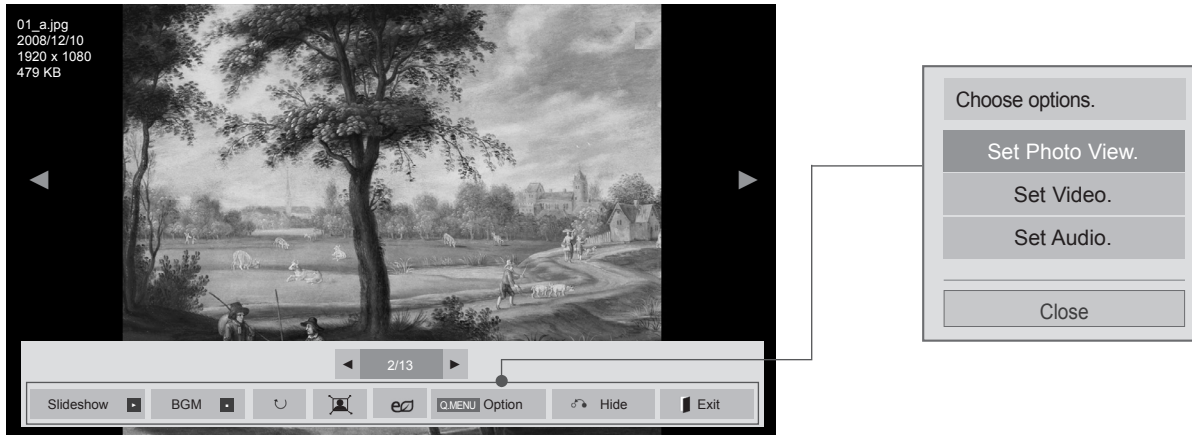 01_a.jpg
2008/12/10
1920 x 1080
479 KB
2/13
Slideshow BGM Q.MENU Option Hide Exit
Choose options.
Set Photo View.
Set Video.
Set Audio.
Close